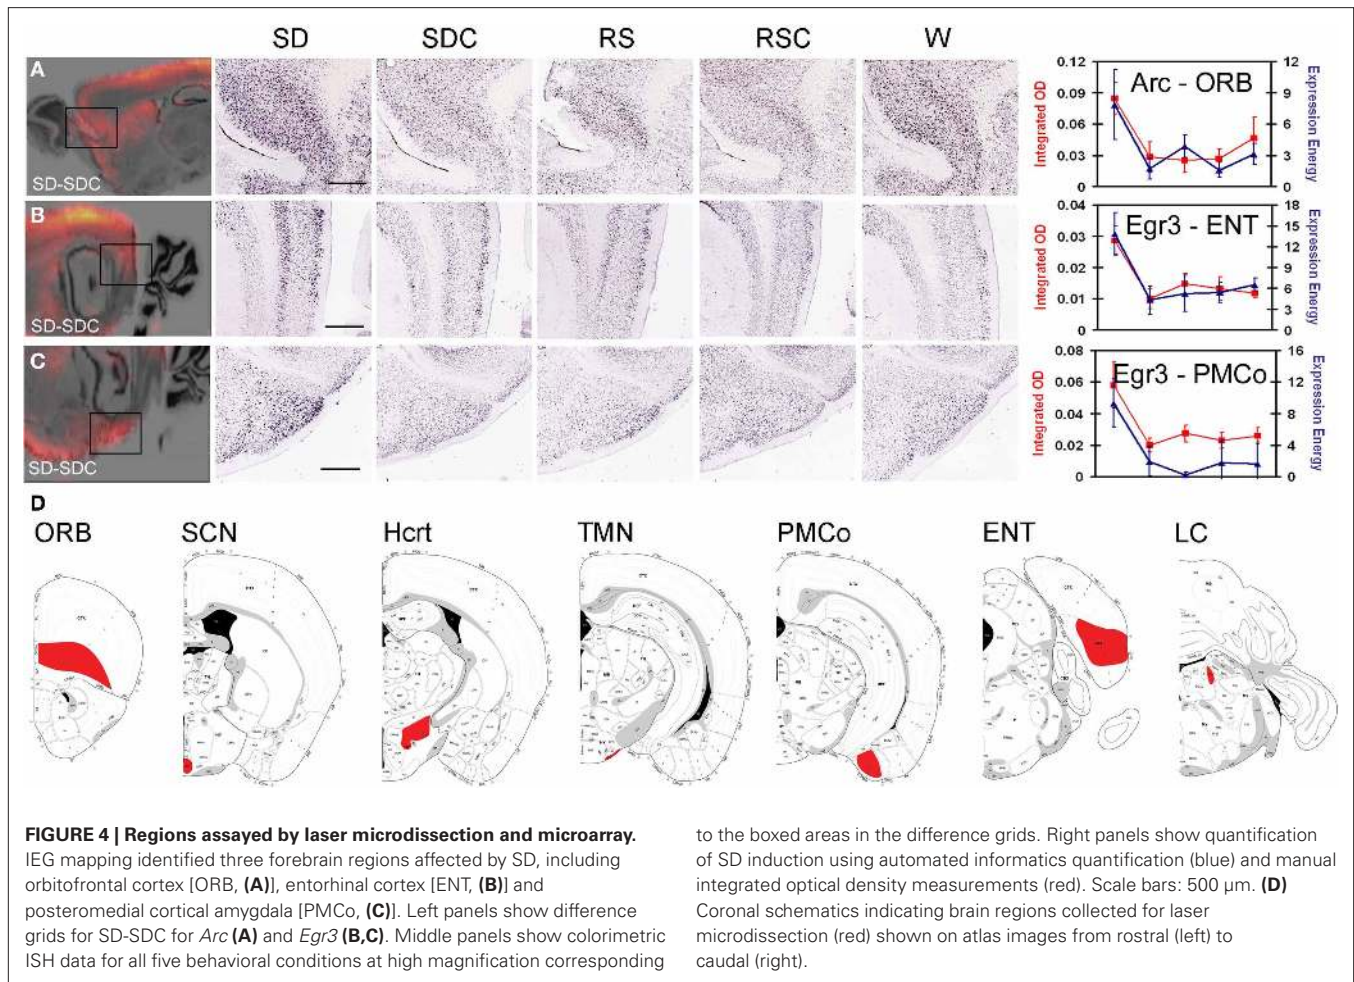 SD SDC RS RSC W
A
SD-SDC
0.12
0.09
0.06
0.03
0
Integrated OD
Arc - ORB
12
9
6
3
0
Expression Energy
B
SD-SDC
0.04
0.03
0.02
0.01
0
Integrated OD
Egr3 - ENT
18
15
12
9
6
3
0
Expression Energy
C
SD-SDC
0.08
0.06
0.04
0.02
0
Integrated OD
Egr3 - PMCo
16
12
8
4
0
Expression Energy
D
ORB SCN Hcrt TMN PMCo ENT LC
FIGURE 4 | Regions assayed by laser microdissection and microarray.
IEG mapping identified three forebrain regions affected by SD, including
orbitofrontal cortex [ORB, (A)], entorhinal cortex [ENT, (B)] and
posteromedial cortical amygdala [PMCo, (C)]. Left panels show difference
grids for SD-SDC for Arc (A) and Egr3 (B,C). Middle panels show colorimetric
ISH data for all five behavioral conditions at high magnification corresponding
to the boxed areas in the difference grids. Right panels show quantification
of SD induction using automated informatics quantification (blue) and manual
integrated optical density measurements (red). Scale bars: 500 µm. (D)
Coronal schematics indicating brain regions collected for laser
microdissection (red) shown on atlas images from rostral (left) to
caudal (right).